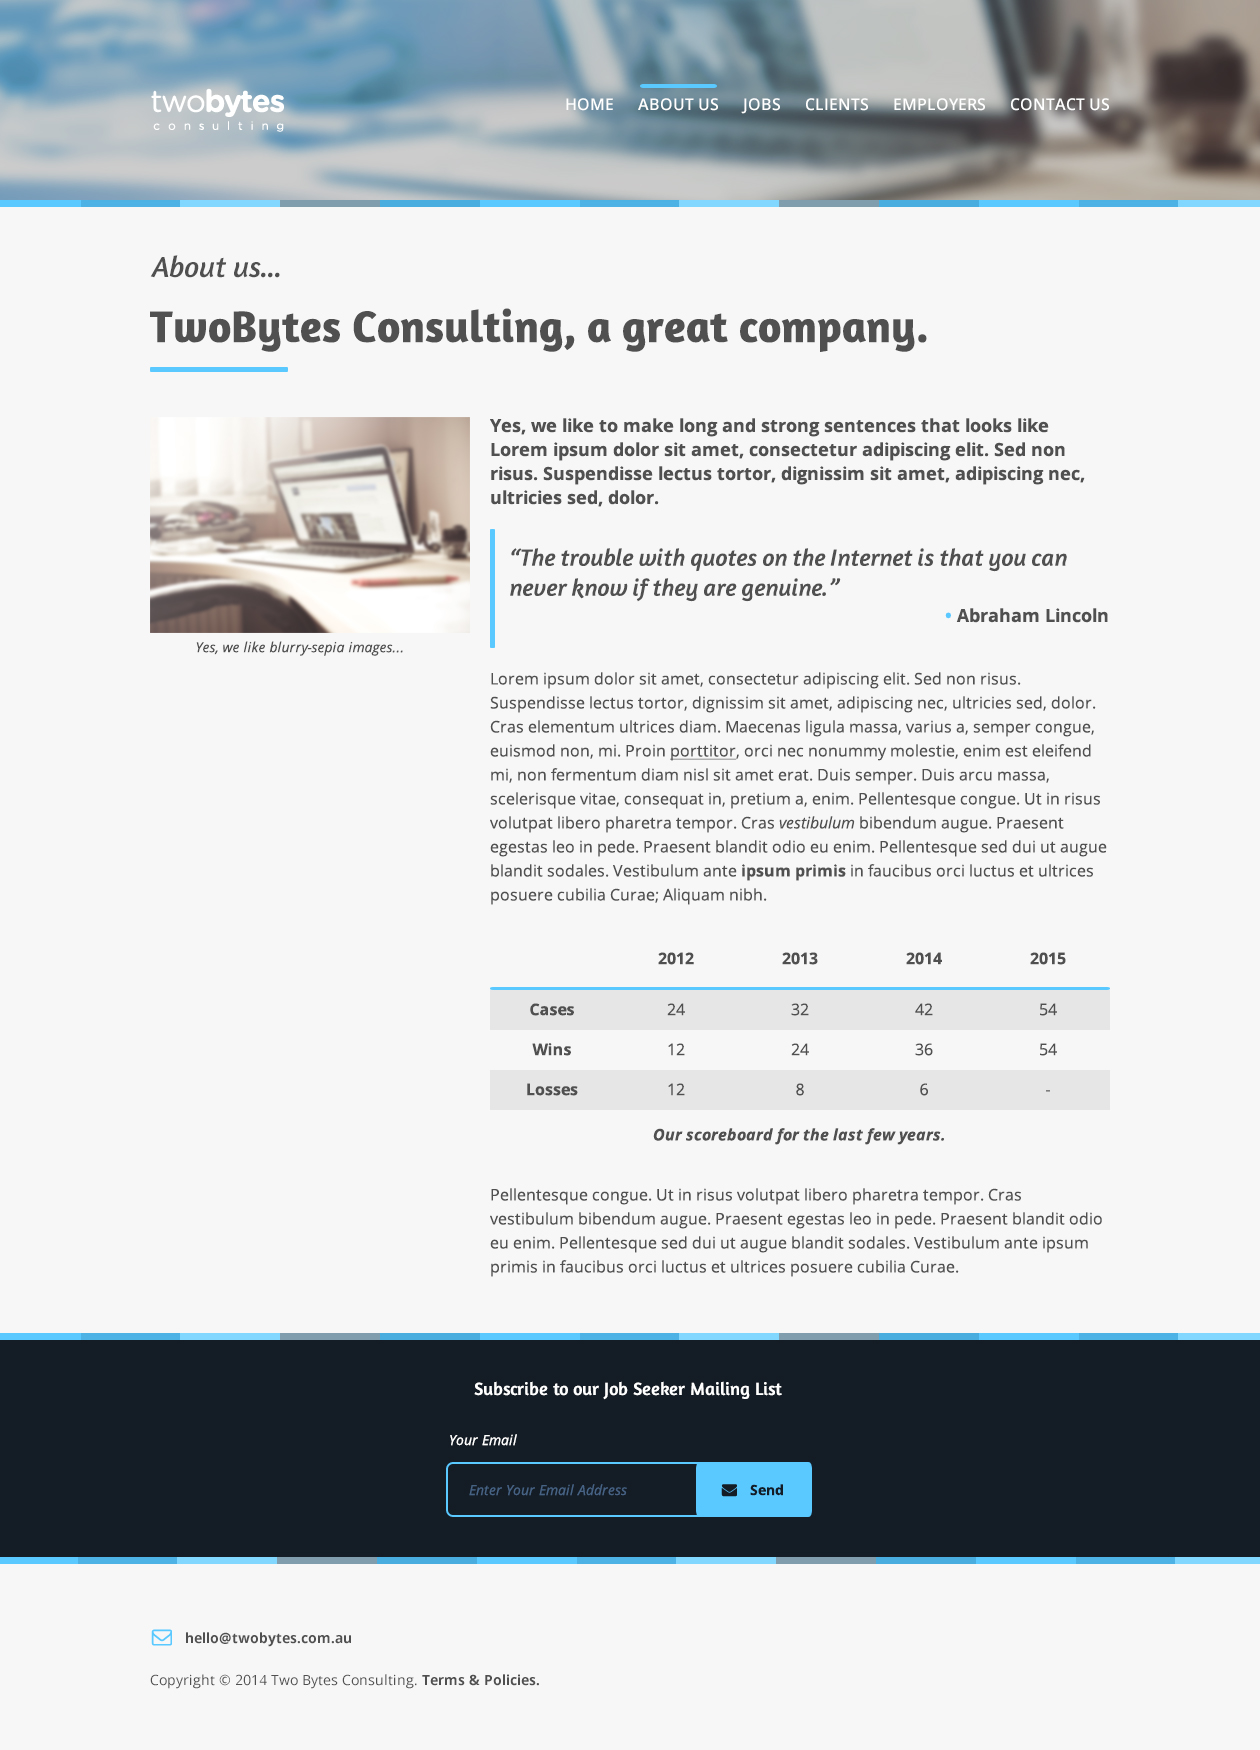 twobytes
consulting
HOME ABOUT US JOBS CLIENTS EMPLOYERS CONTACT US
About us...
TwoBytes Consulting, a great company.
Yes, we like blurry-sepia images...
Yes, we like to make long and strong sentences that looks like
Lorem ipsum dolor sit amet, consectetur adipiscing elit. Sed non
risus. Suspendisse lectus tortor, dignissim sit amet, adipiscing nec,
ultricies sed, dolor.
“The trouble with quotes on the Internet is that you can
never know if they are genuine.”
• Abraham Lincoln
Lorem ipsum dolor sit amet, consectetur adipiscing elit. Sed non risus.
Suspendisse lectus tortor, dignissim sit amet, adipiscing nec, ultricies sed, dolor.
Cras elementum ultrices diam. Maecenas ligula massa, varius a, semper congue,
euismod non, mi. Proin porttitor, orci nec nonummy molestie, enim est eleifend
mi, non fermentum diam nisl sit amet erat. Duis semper. Duis arcu massa,
scelerisque vitae, consequat in, pretium a, enim. Pellentesque congue. Ut in risus
volutpat libero pharetra tempor. Cras vestibulum bibendum augue. Praesent
egestas leo in pede. Praesent blandit odio eu enim. Pellentesque sed dui ut augue
blandit sodales. Vestibulum ante ipsum primis in faucibus orci luctus et ultrices
posuere cubilia Curae; Aliquam nibh.
2012 2013 2014 2015
Cases 24 32 42 54
Wins 12 24 36 54
Losses 12 8 6 -
Our scoreboard for the last few years.
Pellentesque congue. Ut in risus volutpat libero pharetra tempor. Cras
vestibulum bibendum augue. Praesent egestas leo in pede. Praesent blandit odio
eu enim. Pellentesque sed dui ut augue blandit sodales. Vestibulum ante ipsum
primis in faucibus orci luctus et ultrices posuere cubilia Curae.
Subscribe to our Job Seeker Mailing List
Your Email
Enter Your Email Address
Send
hello@twobytes.com.au
Copyright © 2014 Two Bytes Consulting. Terms & Policies.